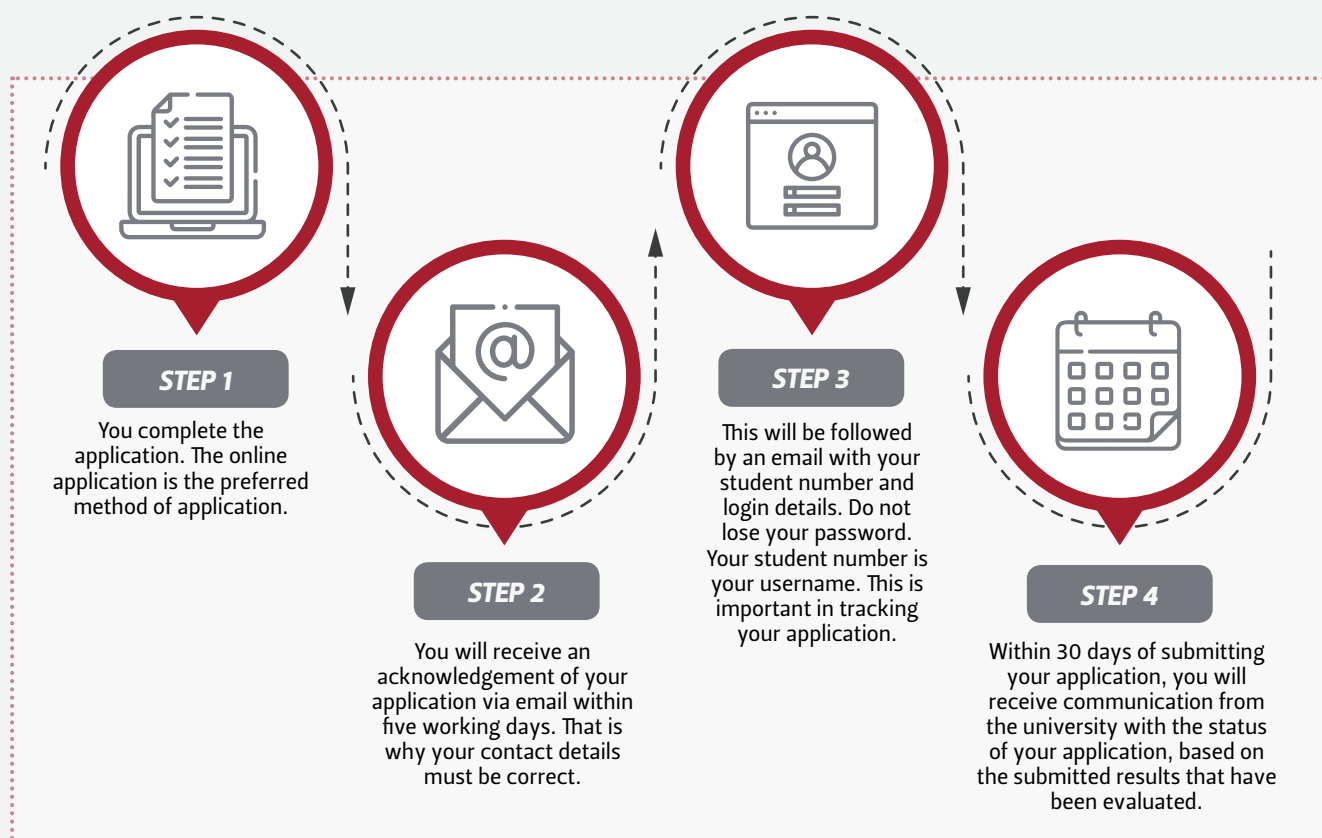 STEP 1
You complete the
application. The online
application is the preferred
method of application.
@
STEP 2
You will receive an
acknowledgement of your
application via email within
five working days. That is
why your contact details
must be correct.
STEP 3
This will be followed
by an email with your
student number and
login details. Do not
lose your password.
Your student number is
your username. This is
important in tracking
your application.
STEP 4
Within 30 days of submitting
your application, you will
receive communication from
the university with the status
of your application, based on
the submitted results that have
been evaluated.